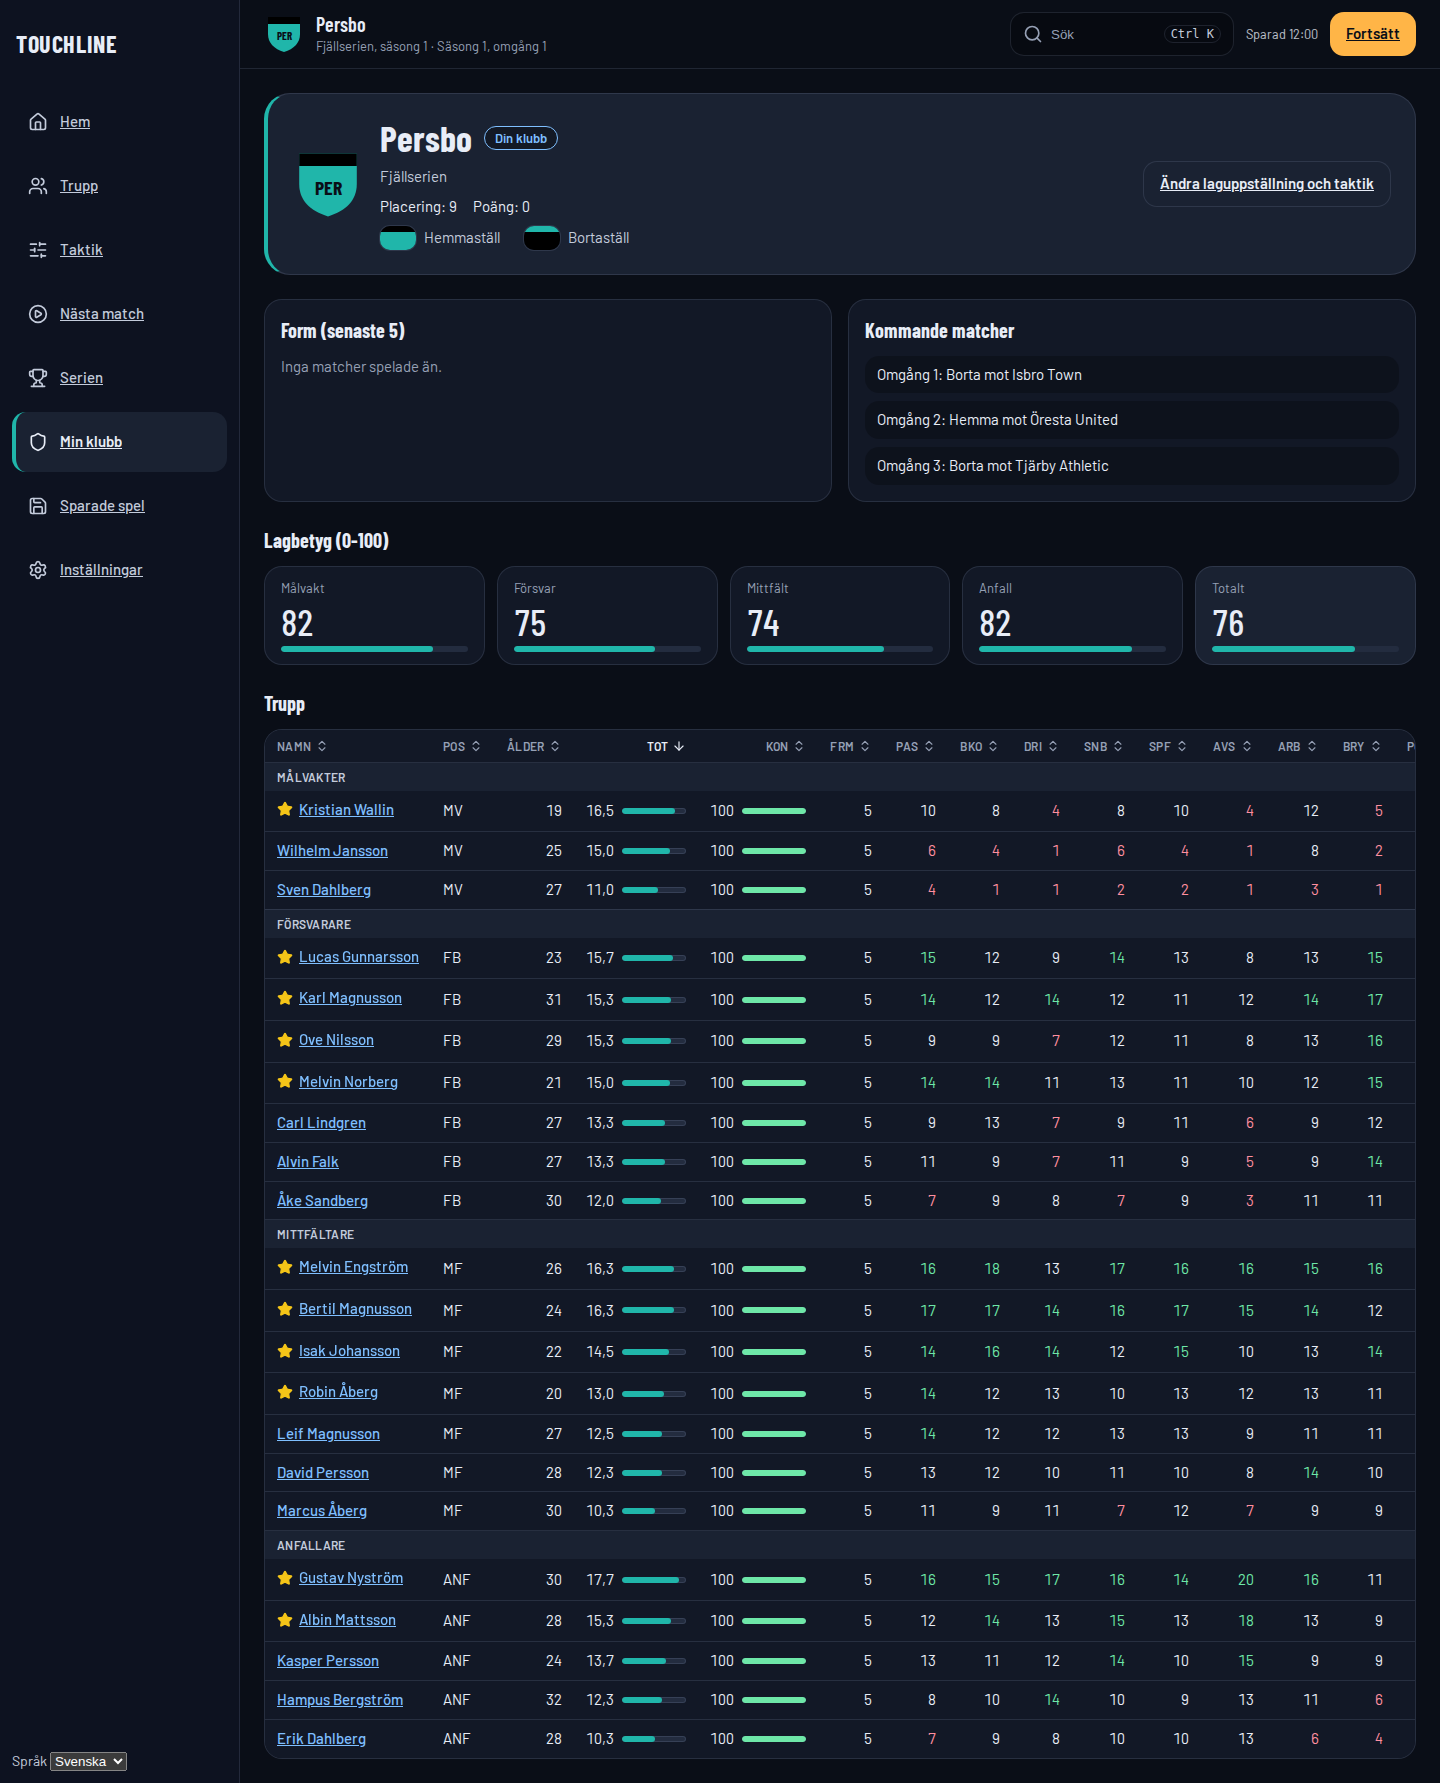 TOUCHLINE
Hem
Trupp
Taktik
Nästa match
Serien
Min klubb
Sparade spel
Inställningar
Språk Svenska
PER
Persbo
Fjällserien, säsong 1 · Säsong 1, omgång 1
Sök Ctrl K
Sparad 12:00
Fortsätt
PER
Persbo Din klubb
Fjällserien
Placering: 9 Poäng: 0
Hemmaställ Bortaställ
Ändra laguppställning och taktik
Form (senaste 5)
Inga matcher spelade än.
Kommande matcher
Omgång 1: Borta mot Isbro Town
Omgång 2: Hemma mot Öresta United
Omgång 3: Borta mot Tjärby Athletic
Lagbetyg (0-100)
Målvakt
82
Försvar
75
Mittfält
74
Anfall
82
Totalt
76
Trupp
NAMN POS ÅLDER TOT KON FRM PAS BKO DRI SNB SPF AVS ARB BRY
MÅLVAKTER
Kristian Wallin MV 19 16,5 100 5 10 8 4 8 10 4 12 5
Wilhelm Jansson MV 25 15,0 100 5 6 4 1 6 4 1 8 2
Sven Dahlberg MV 27 11,0 100 5 4 1 1 2 2 1 3 1
FÖRSVARARE
Lucas Gunnarsson FB 23 15,7 100 5 15 12 9 14 13 8 13 15
Karl Magnusson FB 31 15,3 100 5 14 12 14 12 11 12 14 17
Ove Nilsson FB 29 15,3 100 5 9 9 7 12 11 8 13 16
Melvin Norberg FB 21 15,0 100 5 14 14 11 13 11 10 12 15
Carl Lindgren FB 27 13,3 100 5 9 13 7 9 11 6 9 12
Alvin Falk FB 27 13,3 100 5 11 9 7 11 9 5 9 14
Åke Sandberg FB 30 12,0 100 5 7 9 8 7 9 3 11 11
MITTFÄLTARE
Melvin Engström MF 26 16,3 100 5 16 18 13 17 16 16 15 16
Bertil Magnusson MF 24 16,3 100 5 17 17 14 16 17 15 14 12
Isak Johansson MF 22 14,5 100 5 14 16 14 12 15 10 13 14
Robin Åberg MF 20 13,0 100 5 14 12 13 10 13 12 13 11
Leif Magnusson MF 27 12,5 100 5 14 12 12 13 13 9 11 11
David Persson MF 28 12,3 100 5 13 12 10 11 10 8 14 10
Marcus Åberg MF 30 10,3 100 5 11 9 11 7 12 7 9 9
ANFALLARE
Gustav Nyström ANF 30 17,7 100 5 16 15 17 16 14 20 16 11
Albin Mattsson ANF 28 15,3 100 5 12 14 13 15 13 18 13 9
Kasper Persson ANF 24 13,7 100 5 13 11 12 14 10 15 9 9
Hampus Bergström ANF 32 12,3 100 5 8 10 14 10 9 13 11 6
Erik Dahlberg ANF 28 10,3 100 5 7 9 8 10 10 13 6 4